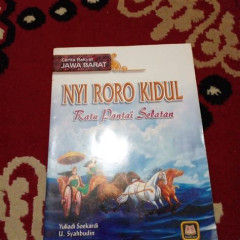 Cerita Rakyat
JAWA BARAT
NYI RORO KIDUL
Ratu Pantai Selatan
Yuliadi Soekardi
U. Syahbudin